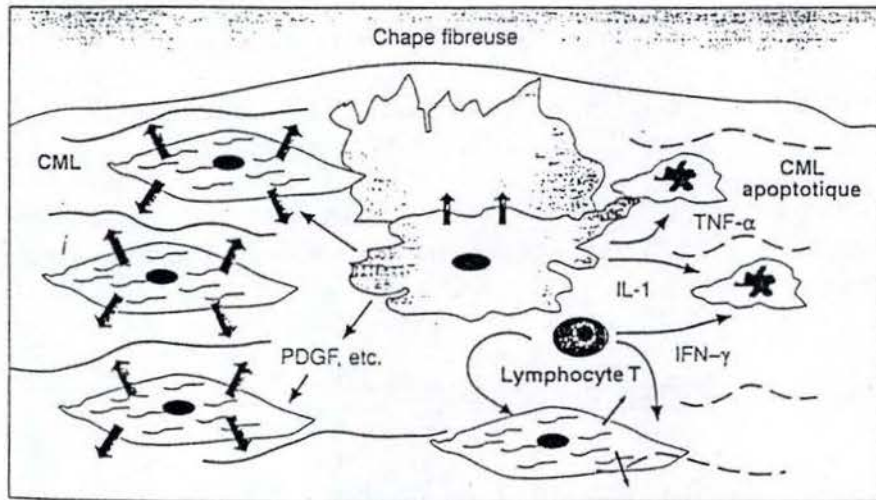 Chape fibreuse
CML
CML
apoptotique
TNF-α
IL-1
PDGF, etc.
IFN-γ
Lymphocyte T